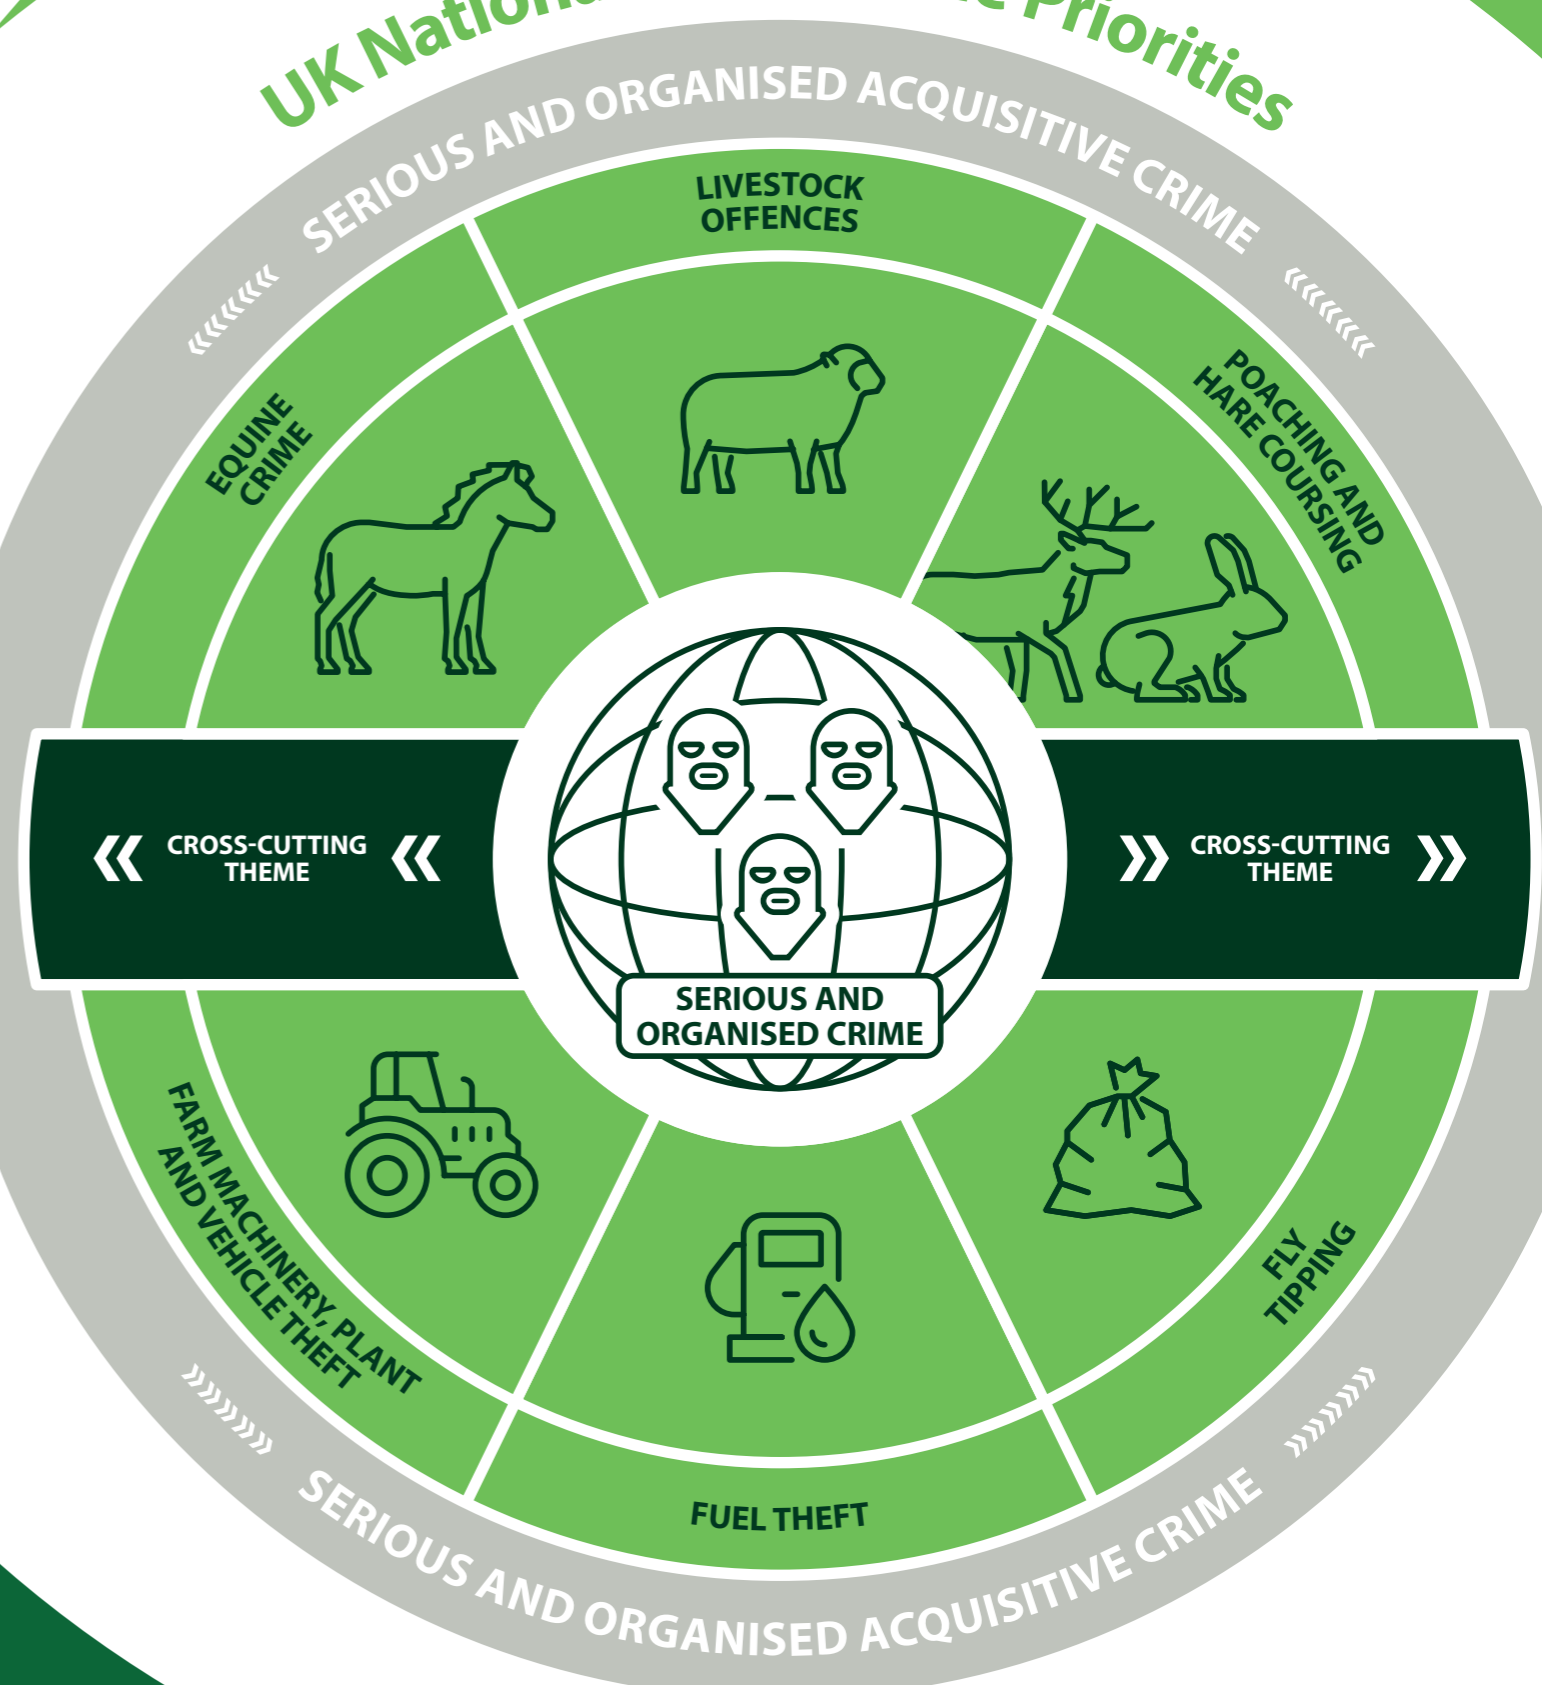 UK Priorities
SERIOUS AND ORGANISED ACQUISITIVE CRIME
LIVESTOCK
OFFENCES
EQUINE
CRIME
POACHING AND
HARE COURSING
CROSS-CUTTING
THEME
CROSS-CUTTING
THEME
SERIOUS AND
ORGANISED CRIME
FARM MACHINERY, PLANT
AND VEHICLE THEFT
FLY
TIPPING
FUEL THEFT
SERIOUS AND ORGANISED ACQUISITIVE CRIME